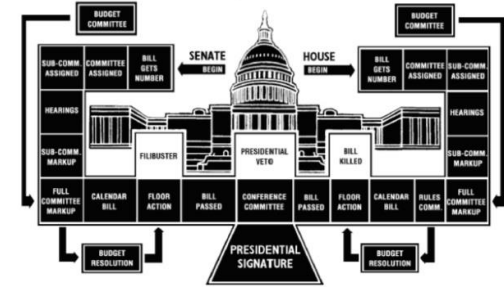 BUDGET
COMMITTEE
BUDGET
COMMITTEE
SENATE
BEGIN
HOUSE
BEGIN
SUB-COMM.
ASSIGNED
COMMITTEE
ASSIGNED
BILL
GETS
NUMBER
BILL
GETS
NUMBER
COMMITTEE
ASSIGNED
SUB-COMM.
ASSIGNED
HEARINGS
HEARINGS
SUB-COMM.
MARKUP
FILIBUSTER
PRESIDENTIAL
VETO
BILL
KILLED
SUB-COMM.
MARKUP
FULL
COMMITTEE
MARKUP
CALENDAR
BILL
FLOOR
ACTION
BILL
PASSED
CONFERENCE
COMMITTEE
BILL
PASSED
FLOOR
ACTION
CALENDAR
BILL
RULES
COMM.
FULL
COMMITTEE
MARKUP
BUDGET
RESOLUTION
PRESIDENTIAL
SIGNATURE
BUDGET
RESOLUTION